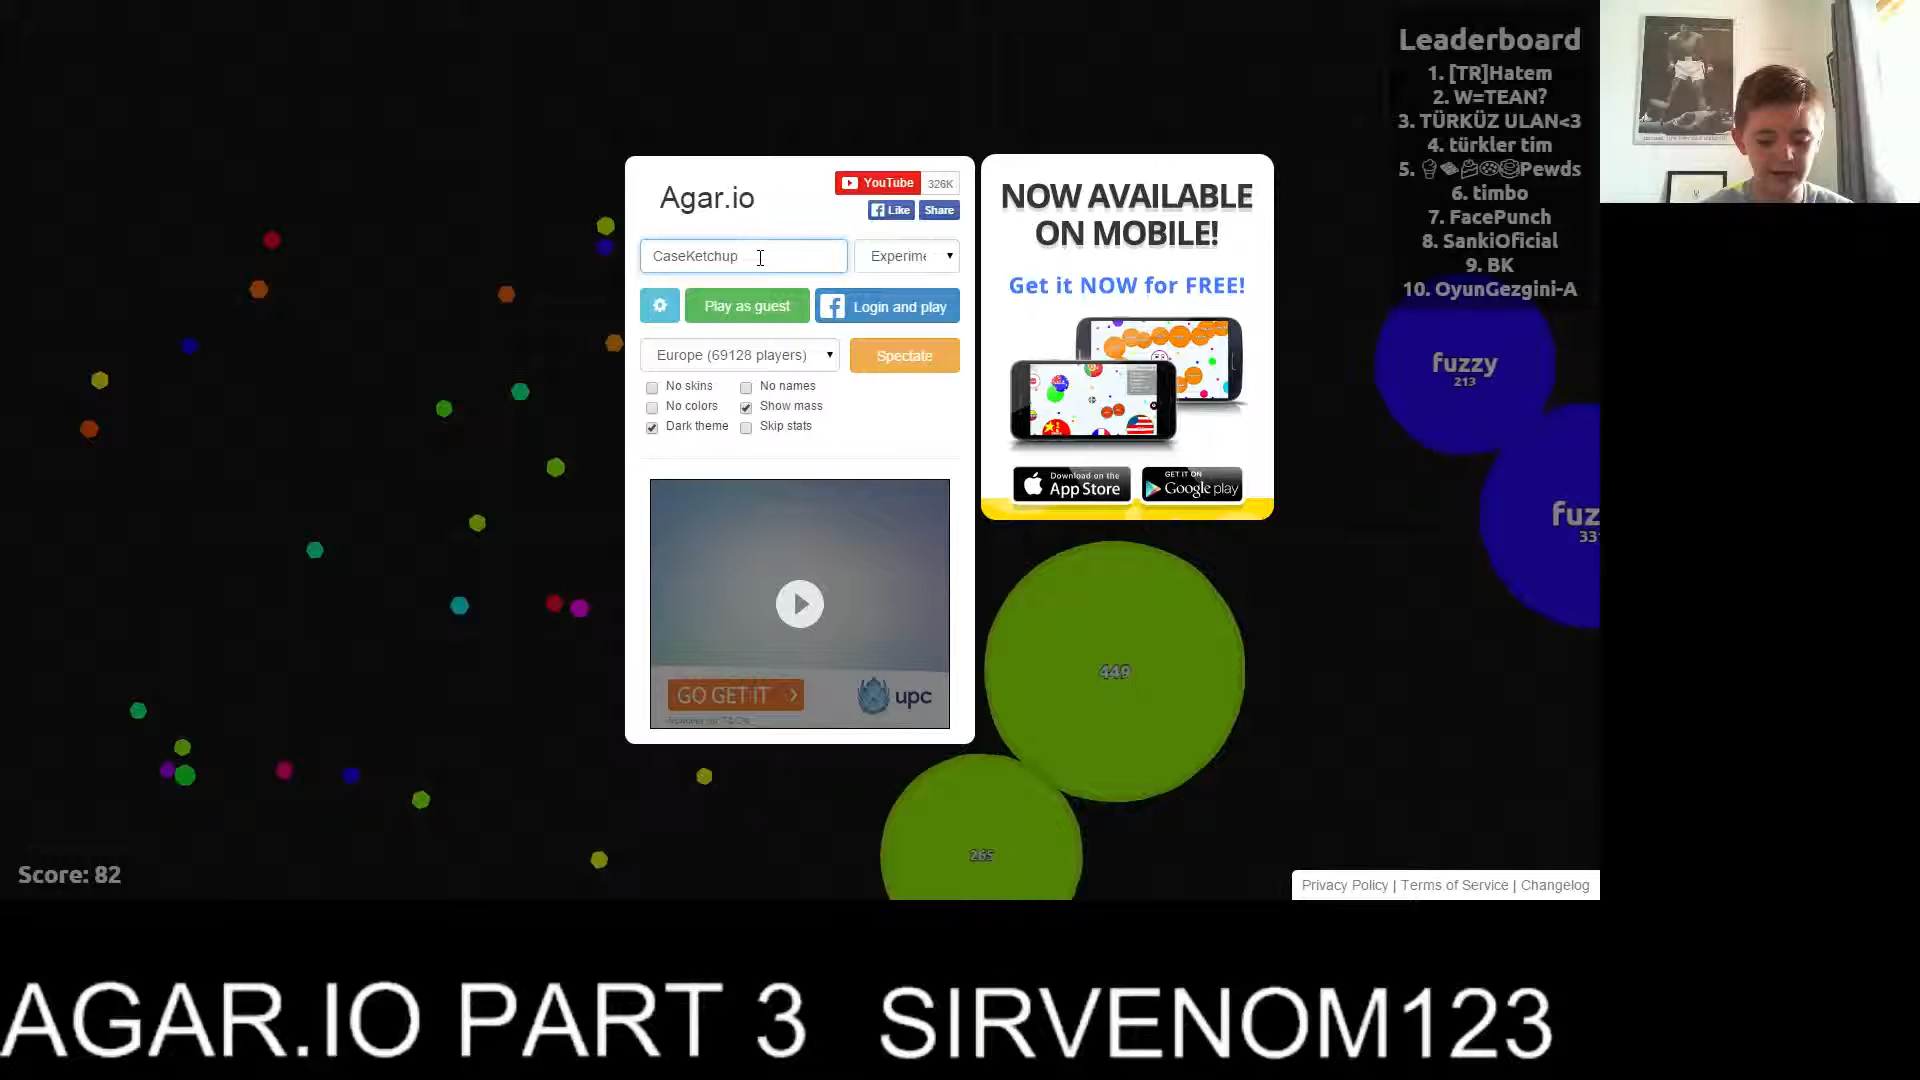 Leaderboard
1. [TR]Hatem
2. W=TEAN?
3. TÜRKÜZ ULAN<3
4. türkler tim
5. Pewds
6. timbo
7. FacePunch
8. SankiOficial
9. BK
10. OyunGezgini-A
Agar.io
YouTube 326K
Like Share
CaseKetchup
Experime
Play as guest
Login and play
Europe (69128 players)
Spectate
No skins No names
No colors Show mass
Dark theme Skip stats
GO GET IT
upc
NOW AVAILABLE
ON MOBILE!
Get it NOW for FREE!
Download on the
App Store
GET IT ON
Google play
fuzzy
213
fuz
331
449
265
Score: 82
Privacy Policy | Terms of Service | Changelog
AGAR.IO PART 3 SIRVENOM123